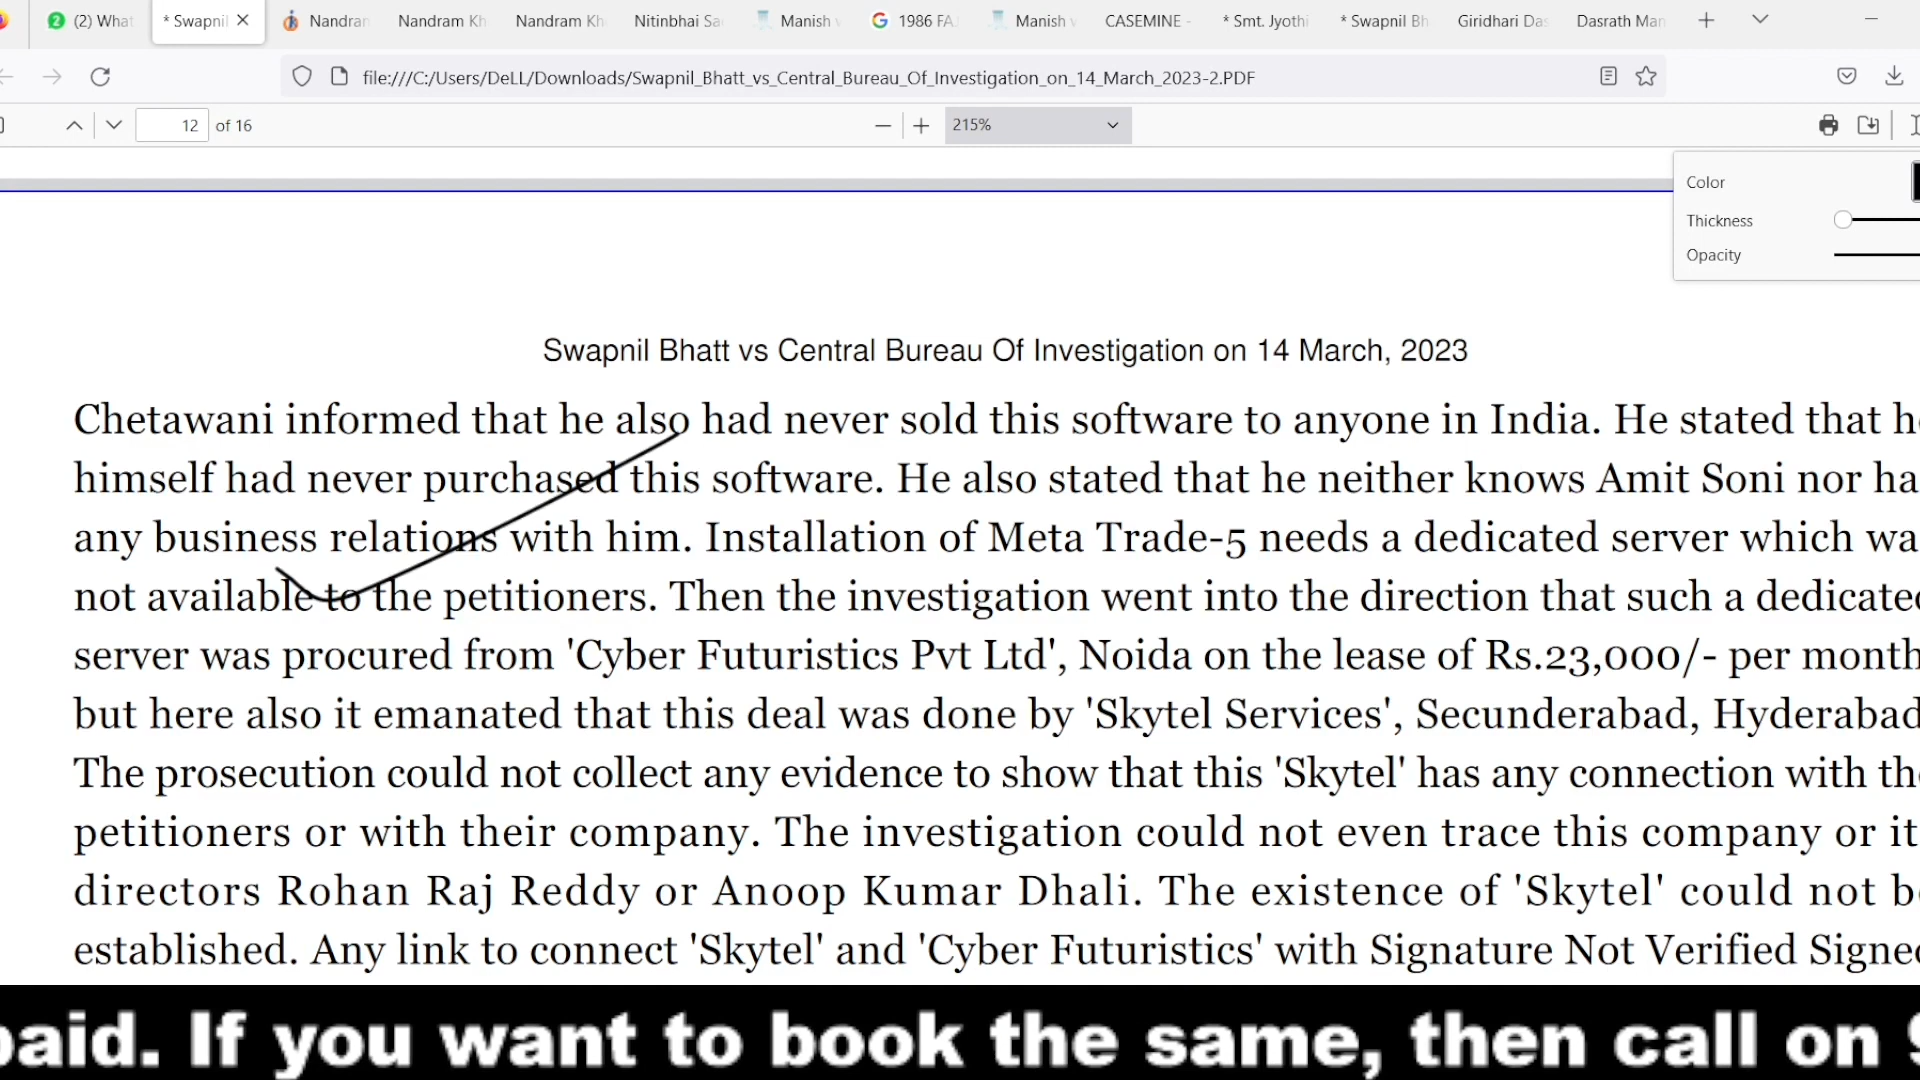 (2) What
* Swapnil
Nandran
Nandram Kh
Nandram Kh
Nitinbhai Sa
Manish v
1986 FA
Manish v
CASEMINE -
* Smt. Jyothi
* Swapnil Bh
Giridhari Das
Dasrath Man
file:///C:/Users/DeLL/Downloads/Swapnil_Bhatt_vs_Central_Bureau_Of_Investigation_on_14_March_2023-2.PDF
12 of 16
215%
Color
Thickness
Opacity
Swapnil Bhatt vs Central Bureau Of Investigation on 14 March, 2023
Chetawani informed that he also had never sold this software to anyone in India. He stated that he
himself had never purchased this software. He also stated that he neither knows Amit Soni nor ha
any business relations with him. Installation of Meta Trade-5 needs a dedicated server which wa
not available to the petitioners. Then the investigation went into the direction that such a dedicated
server was procured from 'Cyber Futuristics Pvt Ltd', Noida on the lease of Rs.23,000/- per month
but here also it emanated that this deal was done by 'Skytel Services', Secunderabad, Hyderabad
The prosecution could not collect any evidence to show that this 'Skytel' has any connection with the
petitioners or with their company. The investigation could not even trace this company or it
directors Rohan Raj Reddy or Anoop Kumar Dhali. The existence of 'Skytel' could not be
established. Any link to connect 'Skytel' and 'Cyber Futuristics' with Signature Not Verified Signe
paid. If you want to book the same, then call on 9